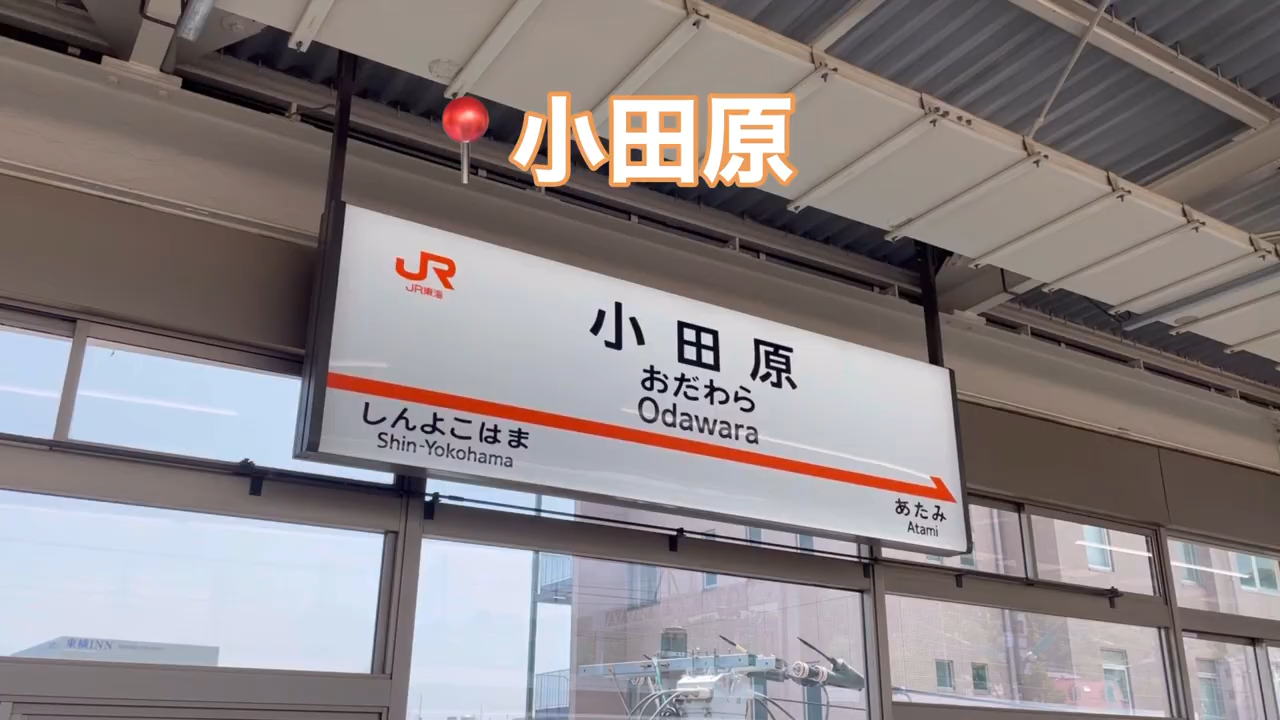 小田原
JR
JR東海
小田原
おだわら
Odawara
しんよこはま
Shin-Yokohama
あたみ
Atami
東横INN